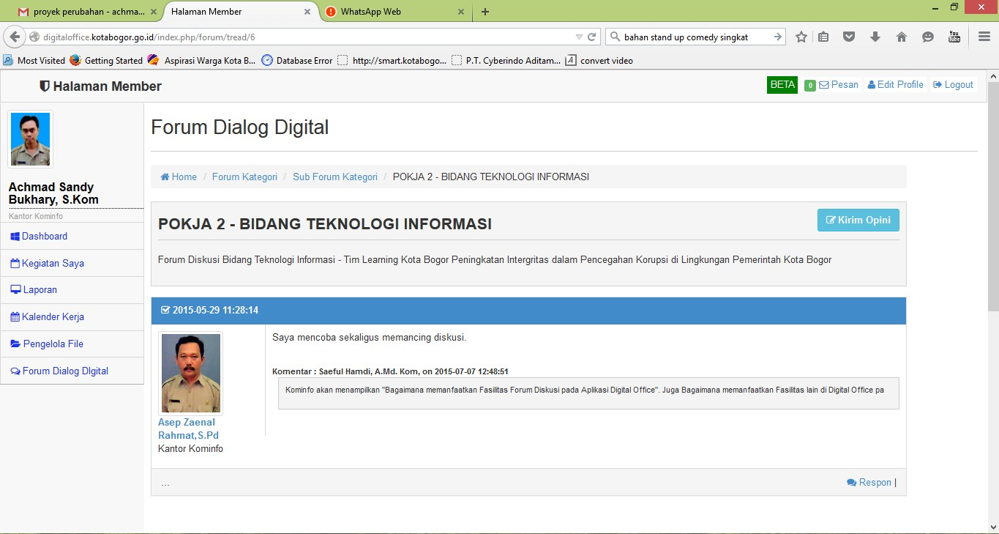 proyek perubahan - achma...
Halaman Member
WhatsApp Web
digitaloffice.kotabogor.go.id/index.php/forum/tread/6
bahan stand up comedy singkat
You Tube
Most Visited
Getting Started
Aspirasi Warga Kota B...
Database Error
http://smart.kotabogo...
P.T. Cyberindo Aditam...
convert video
Halaman Member
BETA
0 Pesan
Edit Profile
Logout
Achmad Sandy
Bukhary, S.Kom
Kantor Kominfo
Dashboard
Kegiatan Saya
Laporan
Kalender Kerja
Pengelola File
Forum Dialog DIgital
Forum Dialog Digital
Home / Forum Kategori / Sub Forum Kategori / POKJA 2 - BIDANG TEKNOLOGI INFORMASI
POKJA 2 - BIDANG TEKNOLOGI INFORMASI
Kirim Opini
Forum Diskusi Bidang Teknologi Informasi - Tim Learning Kota Bogor Peningkatan Intergritas dalam Pencegahan Korupsi di Lingkungan Pemerintah Kota Bogor
2015-05-29 11:28:14
Asep Zaenal
Rahmat,S.Pd
Kantor Kominfo
Saya mencoba sekaligus memancing diskusi.
Komentar : Saeful Hamdi, A.Md. Kom, on 2015-07-07 12:48:51
Kominfo akan menampilkan "Bagaimana memanfaatkan Fasilitas Forum Diskusi pada Aplikasi Digital Office". Juga Bagaimana memanfaatkan Fasilitas lain di Digital Office pa
...
Respon |